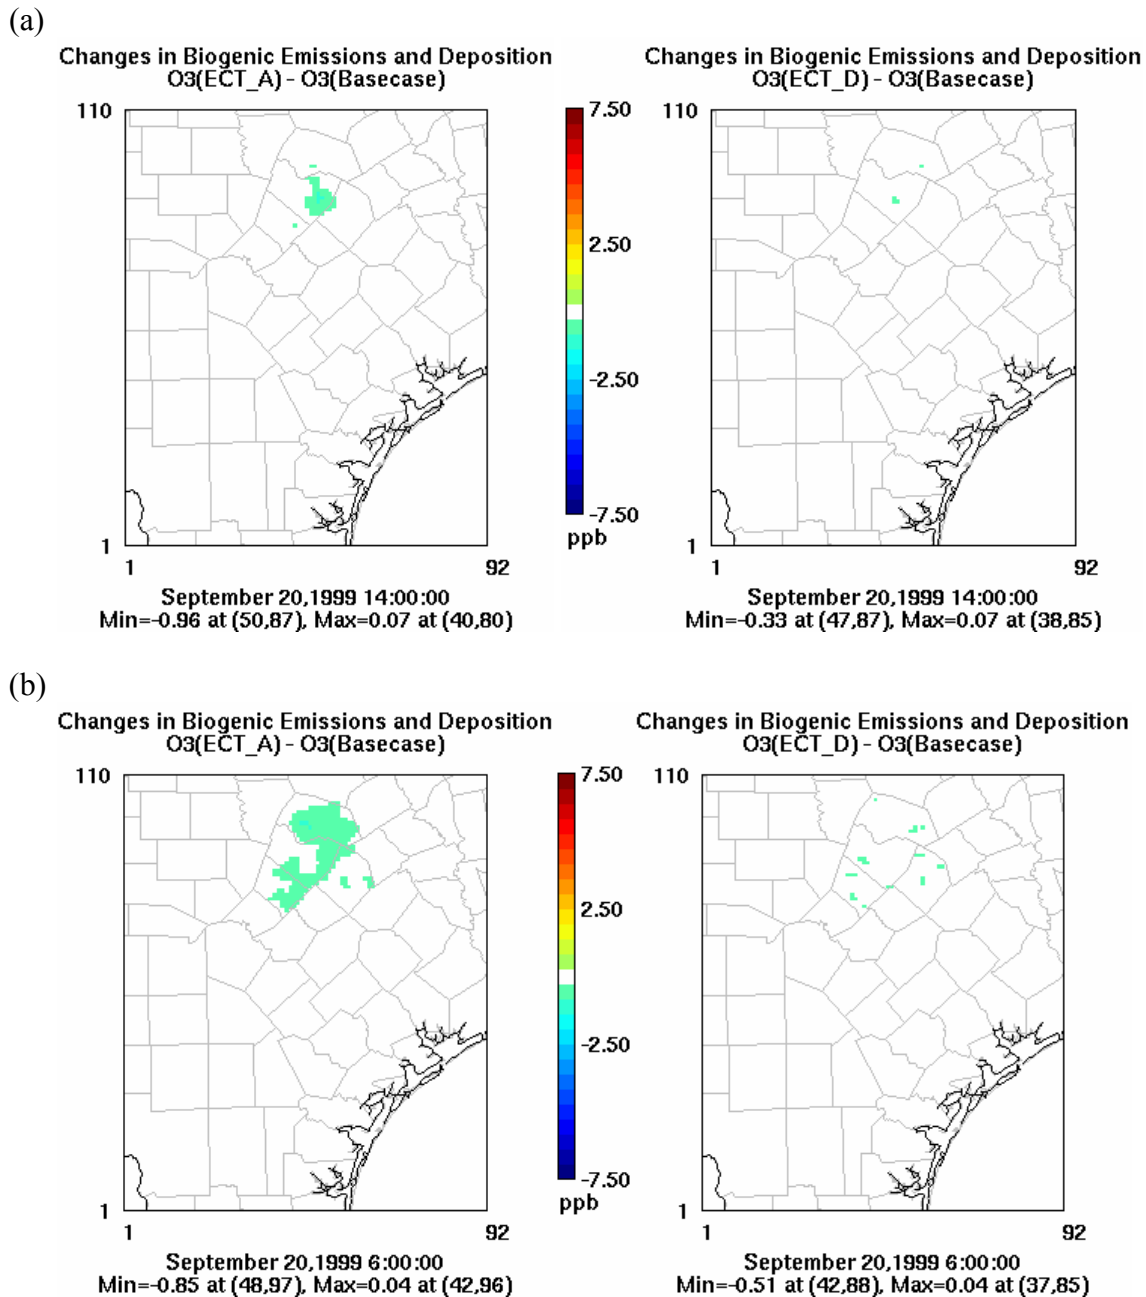 (a)
Changes in Biogenic Emissions and Deposition
O3(ECT_A) - O3(Basecase)
110
1
1
92
September 20,1999 14:00:00
Min=-0.96 at (50,87), Max=0.07 at (40,80)
7.50
2.50
-2.50
-7.50
ppb
Changes in Biogenic Emissions and Deposition
O3(ECT_D) - O3(Basecase)
110
1
1
92
September 20,1999 14:00:00
Min=-0.33 at (47,87), Max=0.07 at (38,85)
(b)
Changes in Biogenic Emissions and Deposition
O3(ECT_A) - O3(Basecase)
110
1
1
92
September 20,1999 6:00:00
Min=-0.85 at (48,97), Max=0.04 at (42,96)
7.50
2.50
-2.50
-7.50
ppb
Changes in Biogenic Emissions and Deposition
O3(ECT_D) - O3(Basecase)
110
1
1
92
September 20,1999 6:00:00
Min=-0.51 at (42,88), Max=0.04 at (37,85)